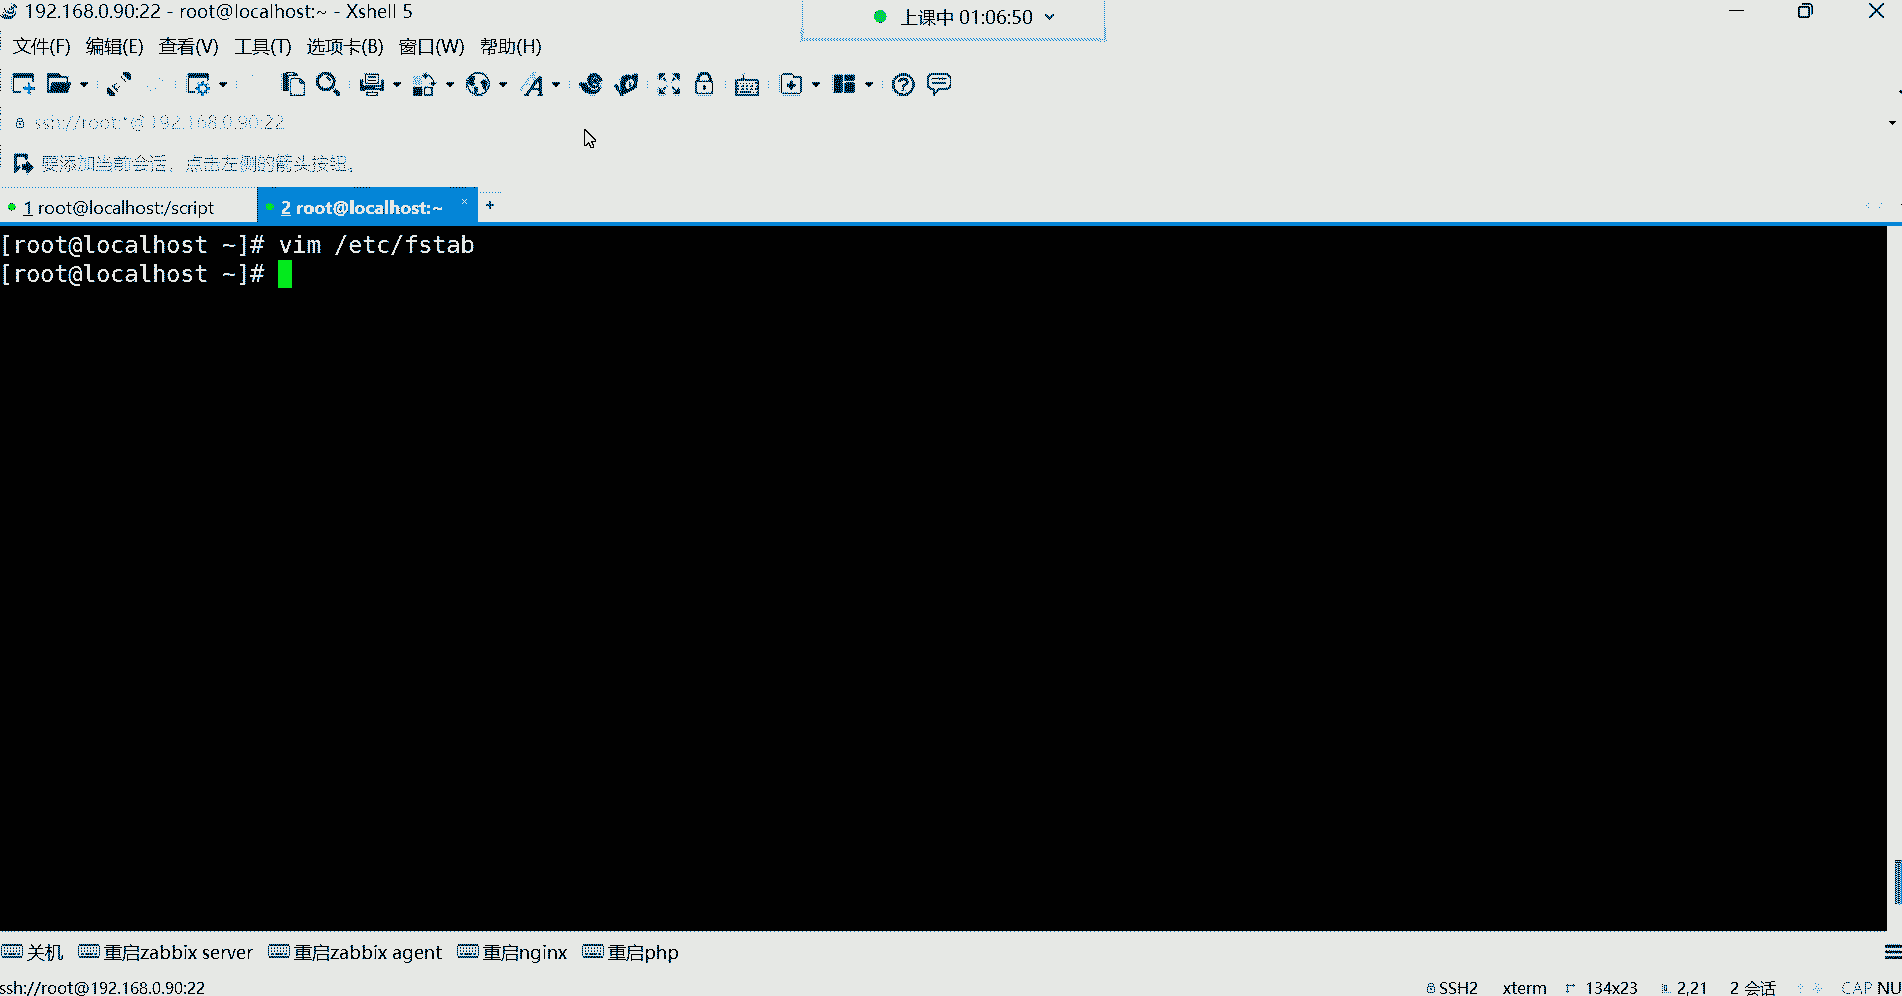 192.168.0.90:22 - root@localhost:~ - Xshell 5
上课中 01:06:50
文件(F) 编辑(E) 查看(V) 工具(T) 选项卡(B) 窗口(W) 帮助(H)
ssh://root:*@192.168.0.90:22
要添加当前会话，点击左侧的箭头按钮。
1 root@localhost:/script
2 root@localhost:~
[root@localhost ~]# vim /etc/fstab
[root@localhost ~]#
关机 重启zabbix server 重启zabbix agent 重启nginx 重启php
ssh://root@192.168.0.90:22 SSH2 xterm 134x23 2,21 2 会话 CAP NU